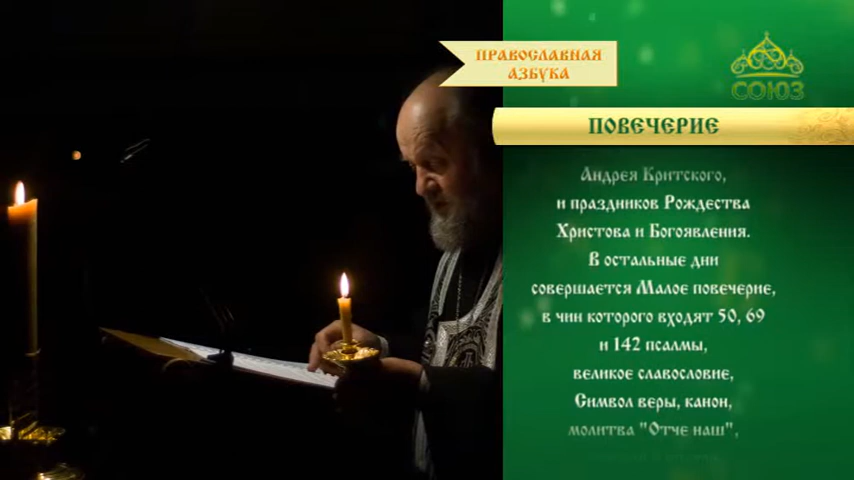 ПРАВОСЛАВНАЯ
АЗБУКА
СОЮЗ
ПОВЕЧЕРИЕ
Андрея Критского,
и праздников Рождества
Христова и Богоявления.
В остальные дни
совершается Малое повечерие,
в чин которого входят 50, 69
и 142 псалмы,
великое славословие,
Символ веры, канон,
молитва "Отче наш",